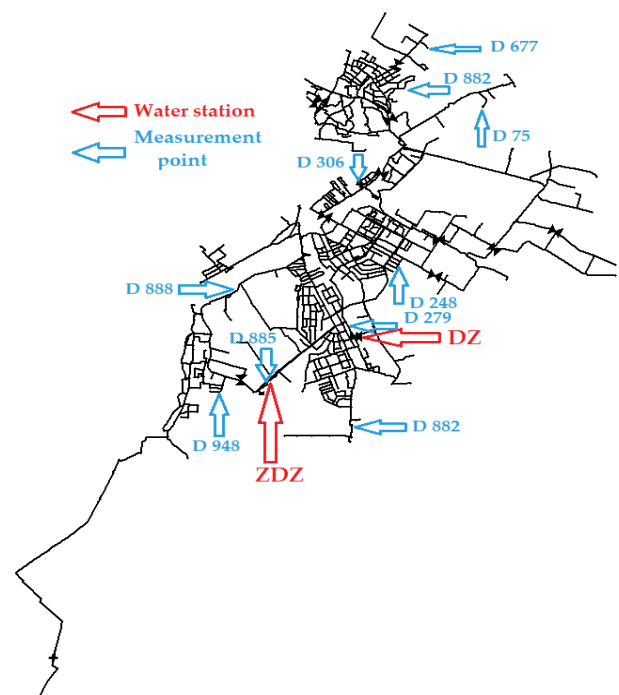 D 677
D 882
Water station
Measurement
point
D 75
D 306
D 888
D 248
D 279
D 885
DZ
D 882
D 948
ZDZ